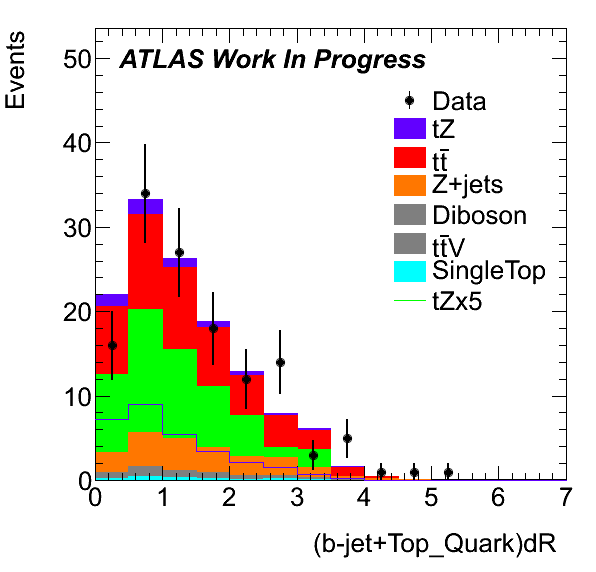 Events
50
40
30
20
10
0
ATLAS Work In Progress
Data
tZ
tt̄
Z+jets
Diboson
tt̄V
SingleTop
tZx5
0 1 2 3 4 5 6 7
(b-jet+Top_Quark)dR